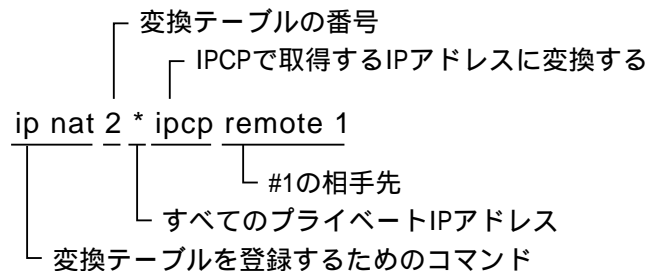 変換テーブルの番号
IPCPで取得するIPアドレスに変換する
ip nat 2 * ipcp remote 1
#1の相手先
すべてのプライベートIPアドレス
変換テーブルを登録するためのコマンド